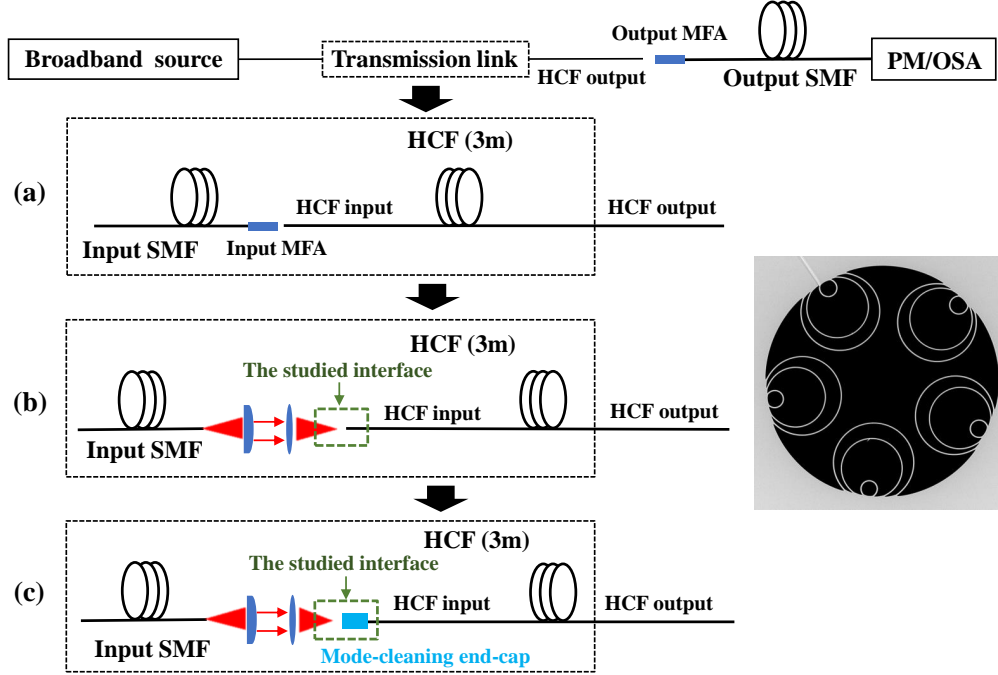 Broadband source
Transmission link
HCF output
Output MFA
Output SMF
PM/OSA
(a)
HCF (3m)
Input SMF
Input MFA
HCF input
HCF output
(b)
HCF (3m)
The studied interface
Input SMF
HCF input
HCF output
(c)
HCF (3m)
The studied interface
Input SMF
HCF input
HCF output
Mode-cleaning end-cap